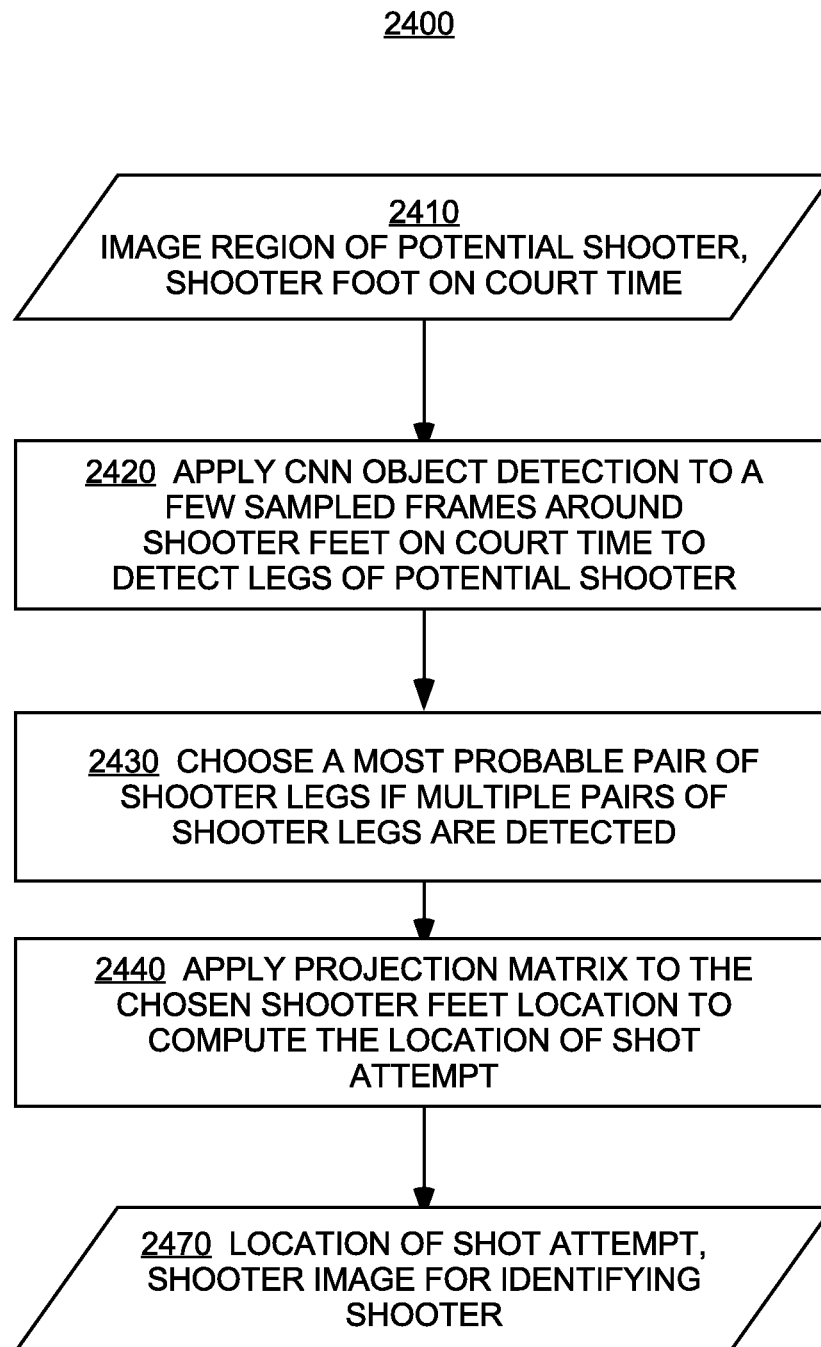 2400
2410
IMAGE REGION OF POTENTIAL SHOOTER,
SHOOTER FOOT ON COURT TIME
2420 APPLY CNN OBJECT DETECTION TO A
FEW SAMPLED FRAMES AROUND
SHOOTER FEET ON COURT TIME TO
DETECT LEGS OF POTENTIAL SHOOTER
2430 CHOOSE A MOST PROBABLE PAIR OF
SHOOTER LEGS IF MULTIPLE PAIRS OF
SHOOTER LEGS ARE DETECTED
2440 APPLY PROJECTION MATRIX TO THE
CHOSEN SHOOTER FEET LOCATION TO
COMPUTE THE LOCATION OF SHOT
ATTEMPT
2470 LOCATION OF SHOT ATTEMPT,
SHOOTER IMAGE FOR IDENTIFYING
SHOOTER